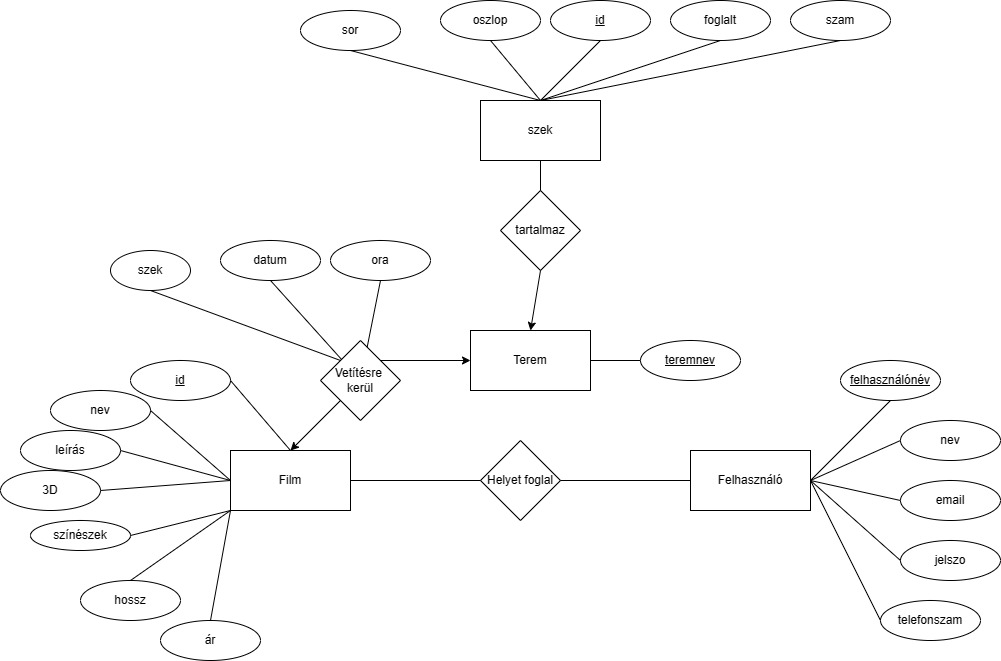 sor
oszlop
id
foglalt
szam
szek
tartalmaz
szek
datum
ora
Vetítésre
kerül
Terem
teremnev
id
nev
leírás
3D
színészek
hossz
ár
Film
Helyet foglal
Felhasználó
felhasználónév
nev
email
jelszo
telefonszam